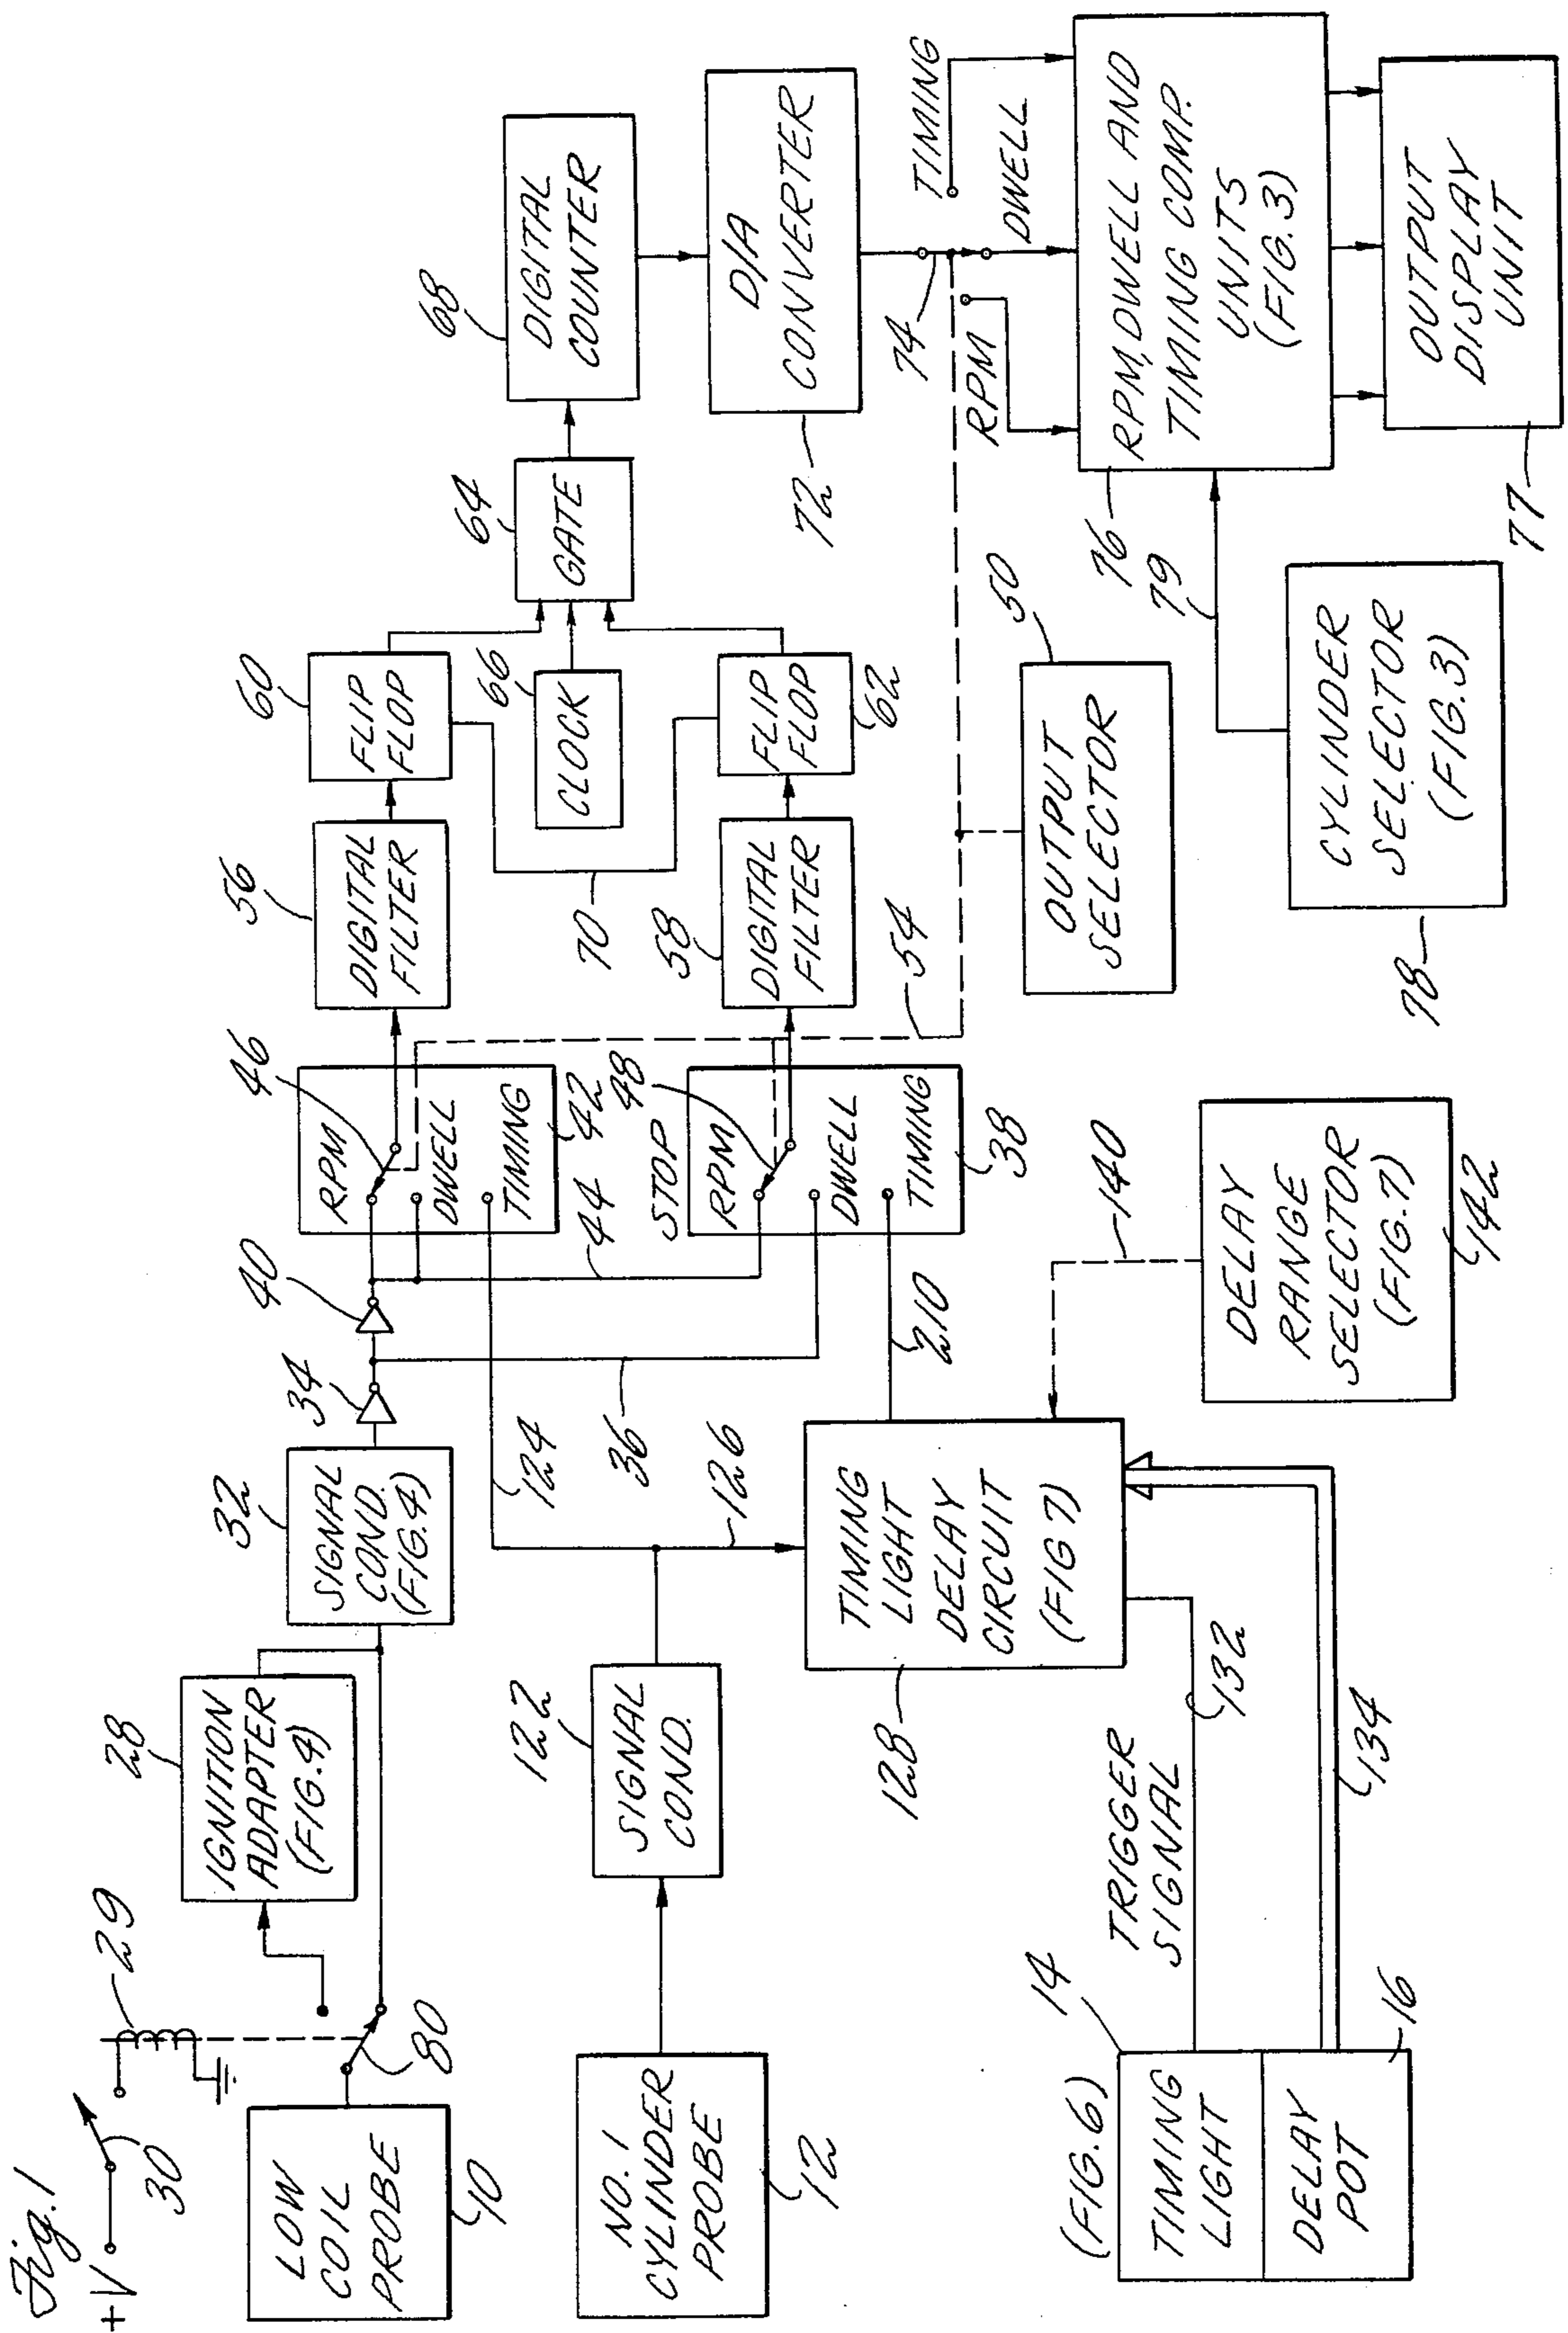 Fig. 1
+V
30
29
LOW
COIL
PROBE
10
80
28
IGNITION
ADAPTER
(FIG.4)
32
SIGNAL
COND.
(FIG.4)
34
40
36
44
RPM
DWELL
TIMING
46
42
STOP
RPM
DWELL
TIMING
48
38
56
DIGITAL
FILTER
58
DIGITAL
FILTER
54
60
FLIP
FLOP
62
FLIP
FLOP
70
66
CLOCK
64
GATE
68
DIGITAL
COUNTER
D/A
CONVERTER
72
74
TIMING
DWELL
RPM
RPM, DWELL AND
TIMING COMP.
UNITS
(FIG.3)
76
79
OUTPUT
DISPLAY
UNIT
77
50
OUTPUT
SELECTOR
CYLINDER
SELECTOR
(FIG.3)
78
NO. 1
CYLINDER
PROBE
12
122
SIGNAL
COND.
124
126
TIMING
LIGHT
DELAY
CIRCUIT
(FIG 7)
128
210
140
DELAY
RANGE
SELECTOR
(FIG.7)
142
TRIGGER
SIGNAL
132
134
(FIG.6)
14
TIMING
LIGHT
DELAY
POT
16